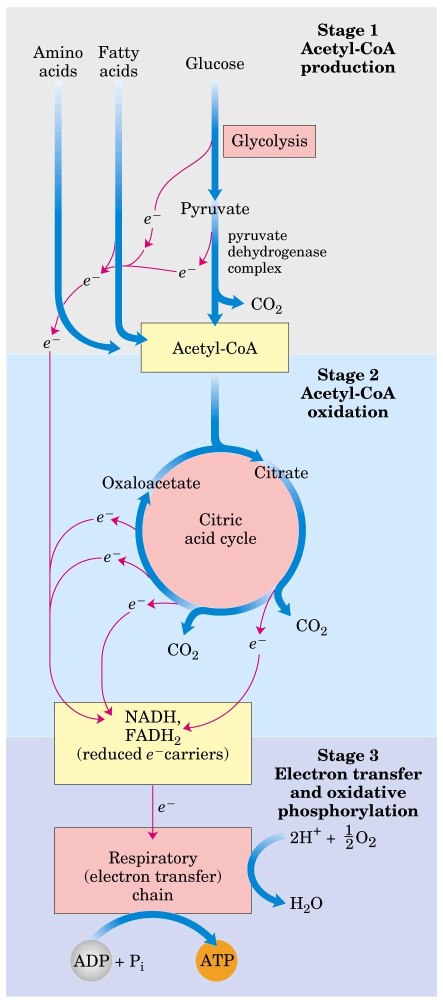 Stage 1
Acetyl-CoA
production
Amino
acids
Fatty
acids
Glucose
Glycolysis
Pyruvate
e⁻
pyruvate
dehydrogenase
complex
e⁻
e⁻
CO₂
e⁻
Acetyl-CoA
Stage 2
Acetyl-CoA
oxidation
Citrate
Oxaloacetate
Citric
acid cycle
e⁻
e⁻
e⁻
CO₂
e⁻
CO₂
NADH,
FADH₂
(reduced e⁻carriers)
Stage 3
Electron transfer
and oxidative
phosphorylation
e⁻
2H⁺ + ½O₂
Respiratory
(electron transfer)
chain
H₂O
ADP + Pᵢ
ATP